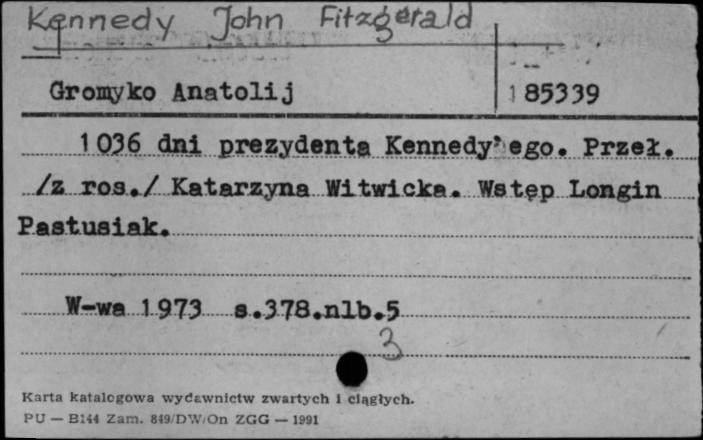 Kennedy John Fitzgerald
Gromyko Anatolij
185339
1036 dni prezydenta Kennedy'ego. Przeł.
/z ros./ Katarzyna Witwicka. Wstęp Longin
Pastusiak.
W-wa 1973 s.378.nlb.5
3
Karta katalogowa wydawnictw zwartych i ciągłych.
PU — B144 Zam. 849/DW/On ZGG — 1991